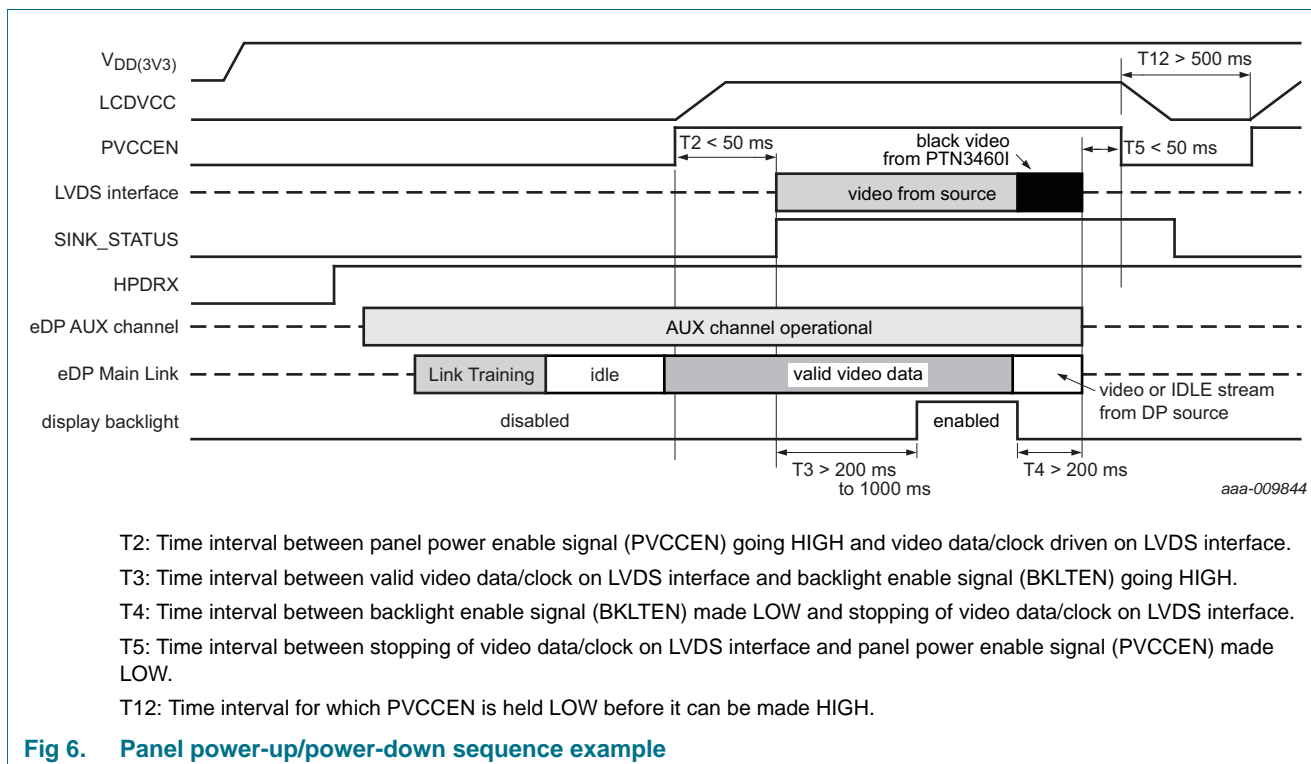 VDD(3V3)
T12 > 500 ms
LCDVCC
PVCCEN
T2 < 50 ms
black video
from PTN3460I
T5 < 50 ms
LVDS interface
video from source
SINK_STATUS
HPDRX
eDP AUX channel
AUX channel operational
eDP Main Link
Link Training
idle
valid video data
video or IDLE stream
from DP source
display backlight
disabled
enabled
T3 > 200 ms
to 1000 ms
T4 > 200 ms
aaa-009844
T2: Time interval between panel power enable signal (PVCCEN) going HIGH and video data/clock driven on LVDS interface.
T3: Time interval between valid video data/clock on LVDS interface and backlight enable signal (BKLTEN) going HIGH.
T4: Time interval between backlight enable signal (BKLTEN) made LOW and stopping of video data/clock on LVDS interface.
T5: Time interval between stopping of video data/clock on LVDS interface and panel power enable signal (PVCCEN) made
LOW.
T12: Time interval for which PVCCEN is held LOW before it can be made HIGH.
Fig 6. Panel power-up/power-down sequence example